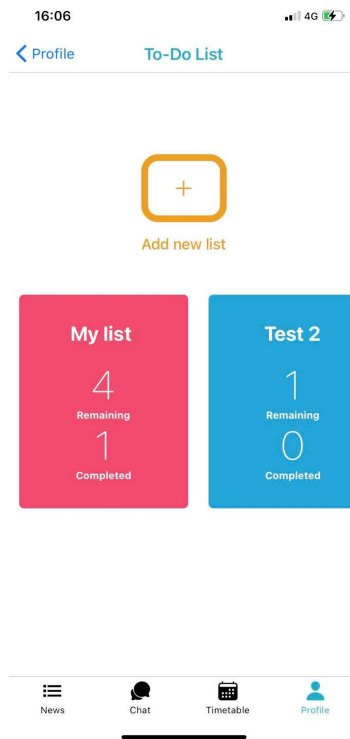 16:06
4G
Profile
To-Do List
+
Add new list
My list
4
Remaining
1
Completed
Test 2
1
Remaining
0
Completed
News
Chat
Timetable
Profile